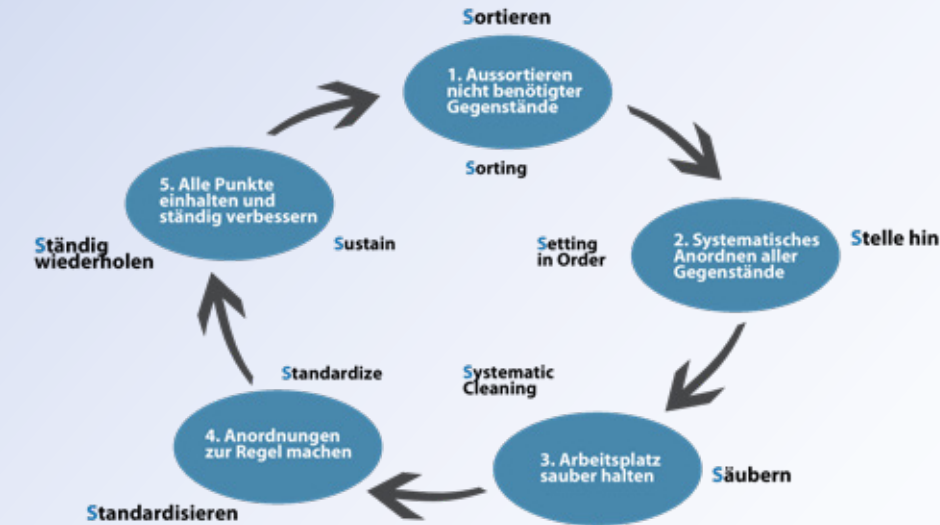 Sortieren
1. Aussortieren
nicht benötigter
Gegenstände
Sorting
Stelle hin
2. Systematisches
Anordnen aller
Gegenstände
Setting
in Order
Säubern
3. Arbeitsplatz
sauber halten
Systematic
Cleaning
Standardisieren
4. Anordnungen
zur Regel machen
Standardize
Ständig
wiederholen
5. Alle Punkte
einhalten und
ständig verbessern
Sustain